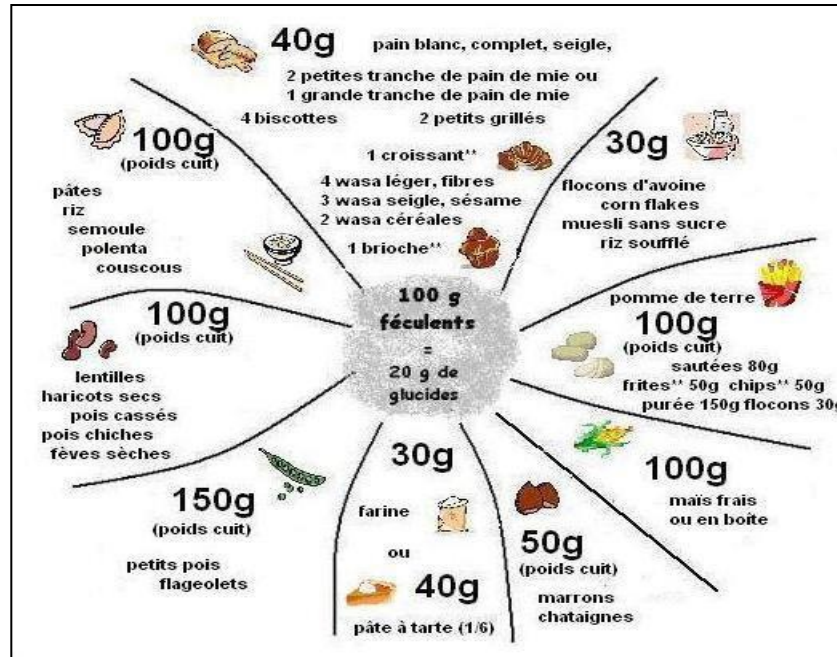 40g
pain blanc, complet, seigle,
2 petites tranche de pain de mie ou
1 grande tranche de pain de mie
4 biscottes 2 petits grillés
1 croissant**
4 wasa léger, fibres
3 wasa seigle, sésame
2 wasa céréales
1 brioche**
30g
flocons d'avoine
corn flakes
muesli sans sucre
riz soufflé
pomme de terre
100g
(poids cuit)
sautées 80g
frites** 50g chips** 50g
purée 150g flocons 30g
100g
maïs frais
ou en boîte
50g
(poids cuit)
marrons
chataignes
30g
farine
ou
40g
pâte à tarte (1/6)
150g
(poids cuit)
petits pois
flageolets
100g
(poids cuit)
lentilles
haricots secs
pois cassés
pois chiches
fèves sèches
100g
(poids cuit)
pâtes
riz
semoule
polenta
couscous
100 g
féculents
=
20 g de
glucides